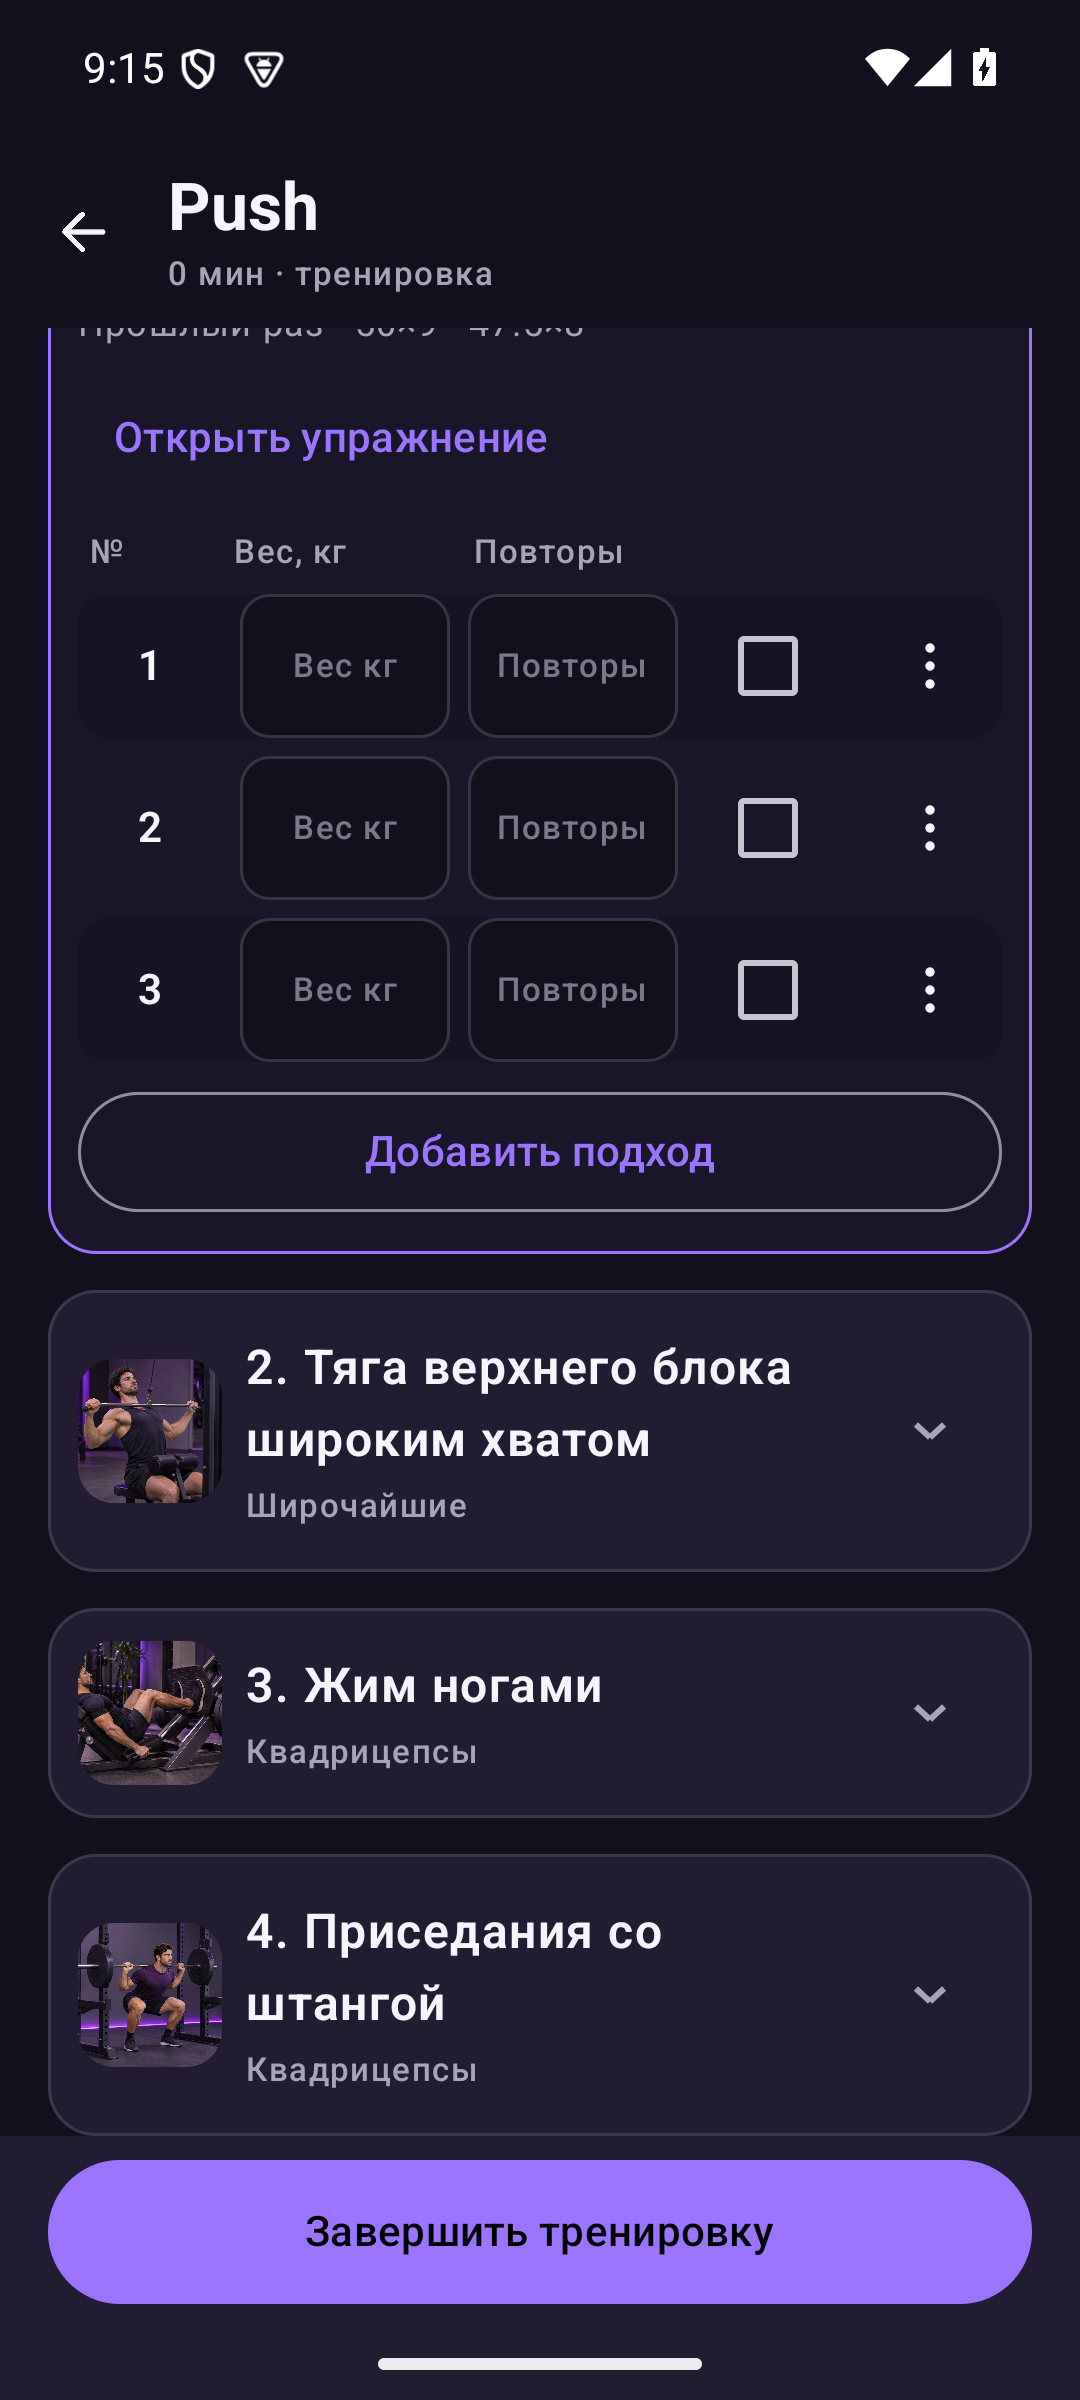 9:15
Push
0 мин · тренировка
Прошлый раз
Открыть упражнение
№ Вес, кг Повторы
1 Вес кг Повторы
2 Вес кг Повторы
3 Вес кг Повторы
Добавить подход
2. Тяга верхнего блока
широким хватом
Широчайшие
3. Жим ногами
Квадрицепсы
4. Приседания со
штангой
Квадрицепсы
Завершить тренировку